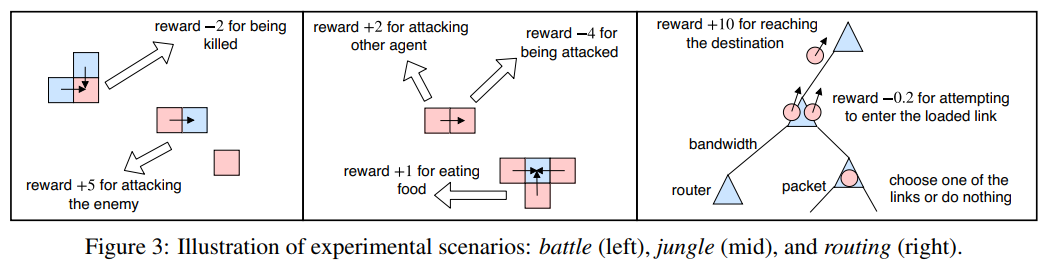 reward −2 for being
killed
reward +5 for attacking
the enemy
reward +2 for attacking
other agent
reward −4 for
being attacked
reward +1 for eating
food
reward +10 for reaching
the destination
reward −0.2 for attempting
to enter the loaded link
bandwidth
router
packet
choose one of the
links or do nothing
Figure 3: Illustration of experimental scenarios: battle (left), jungle (mid), and routing (right).